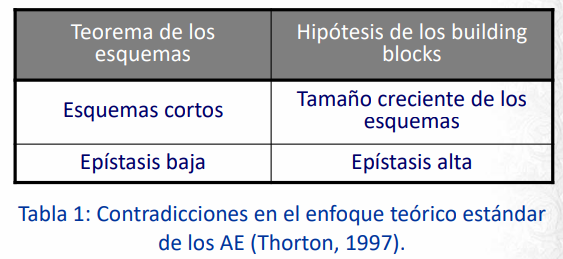 Teorema de los
esquemas
Hipótesis de los building
blocks
Esquemas cortos
Tamaño creciente de los
esquemas
Epístasis baja
Epístasis alta
Tabla 1: Contradicciones en el enfoque teórico estándar
de los AE (Thorton, 1997).